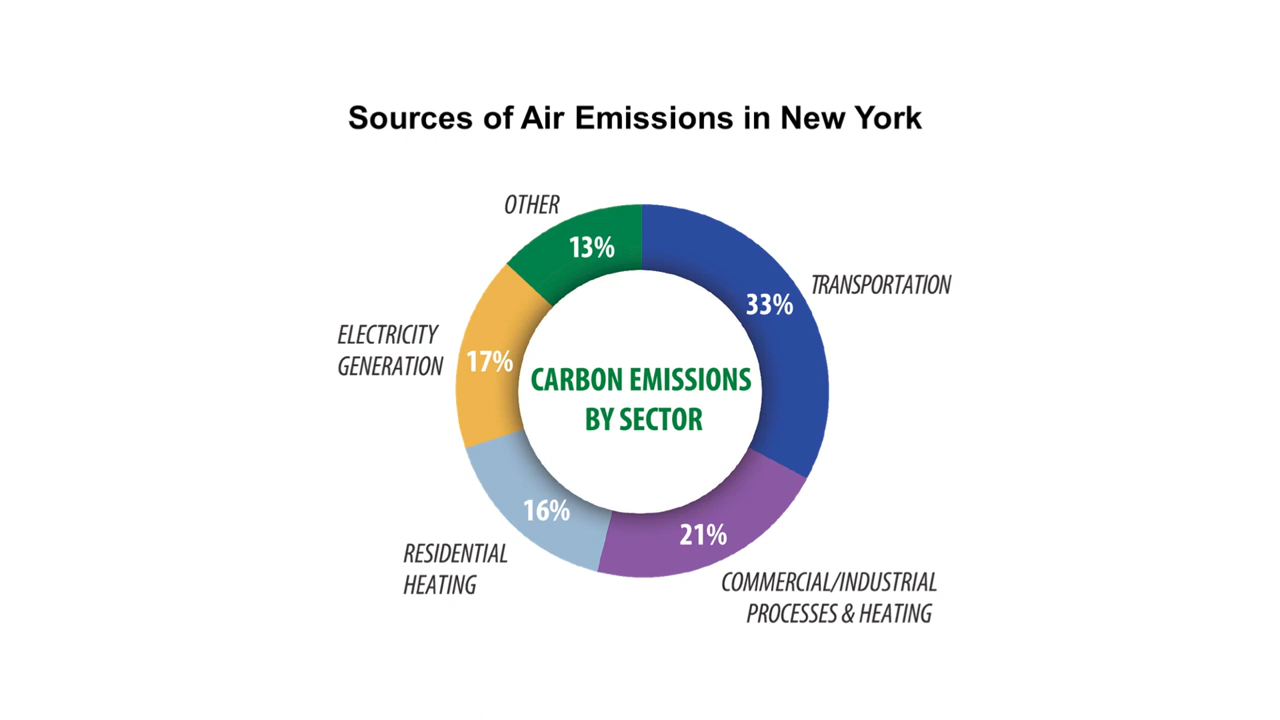 Sources of Air Emissions in New York
OTHER
13%
TRANSPORTATION
33%
ELECTRICITY
GENERATION
17%
CARBON EMISSIONS
BY SECTOR
16%
21%
RESIDENTIAL
HEATING
COMMERCIAL/INDUSTRIAL
PROCESSES & HEATING